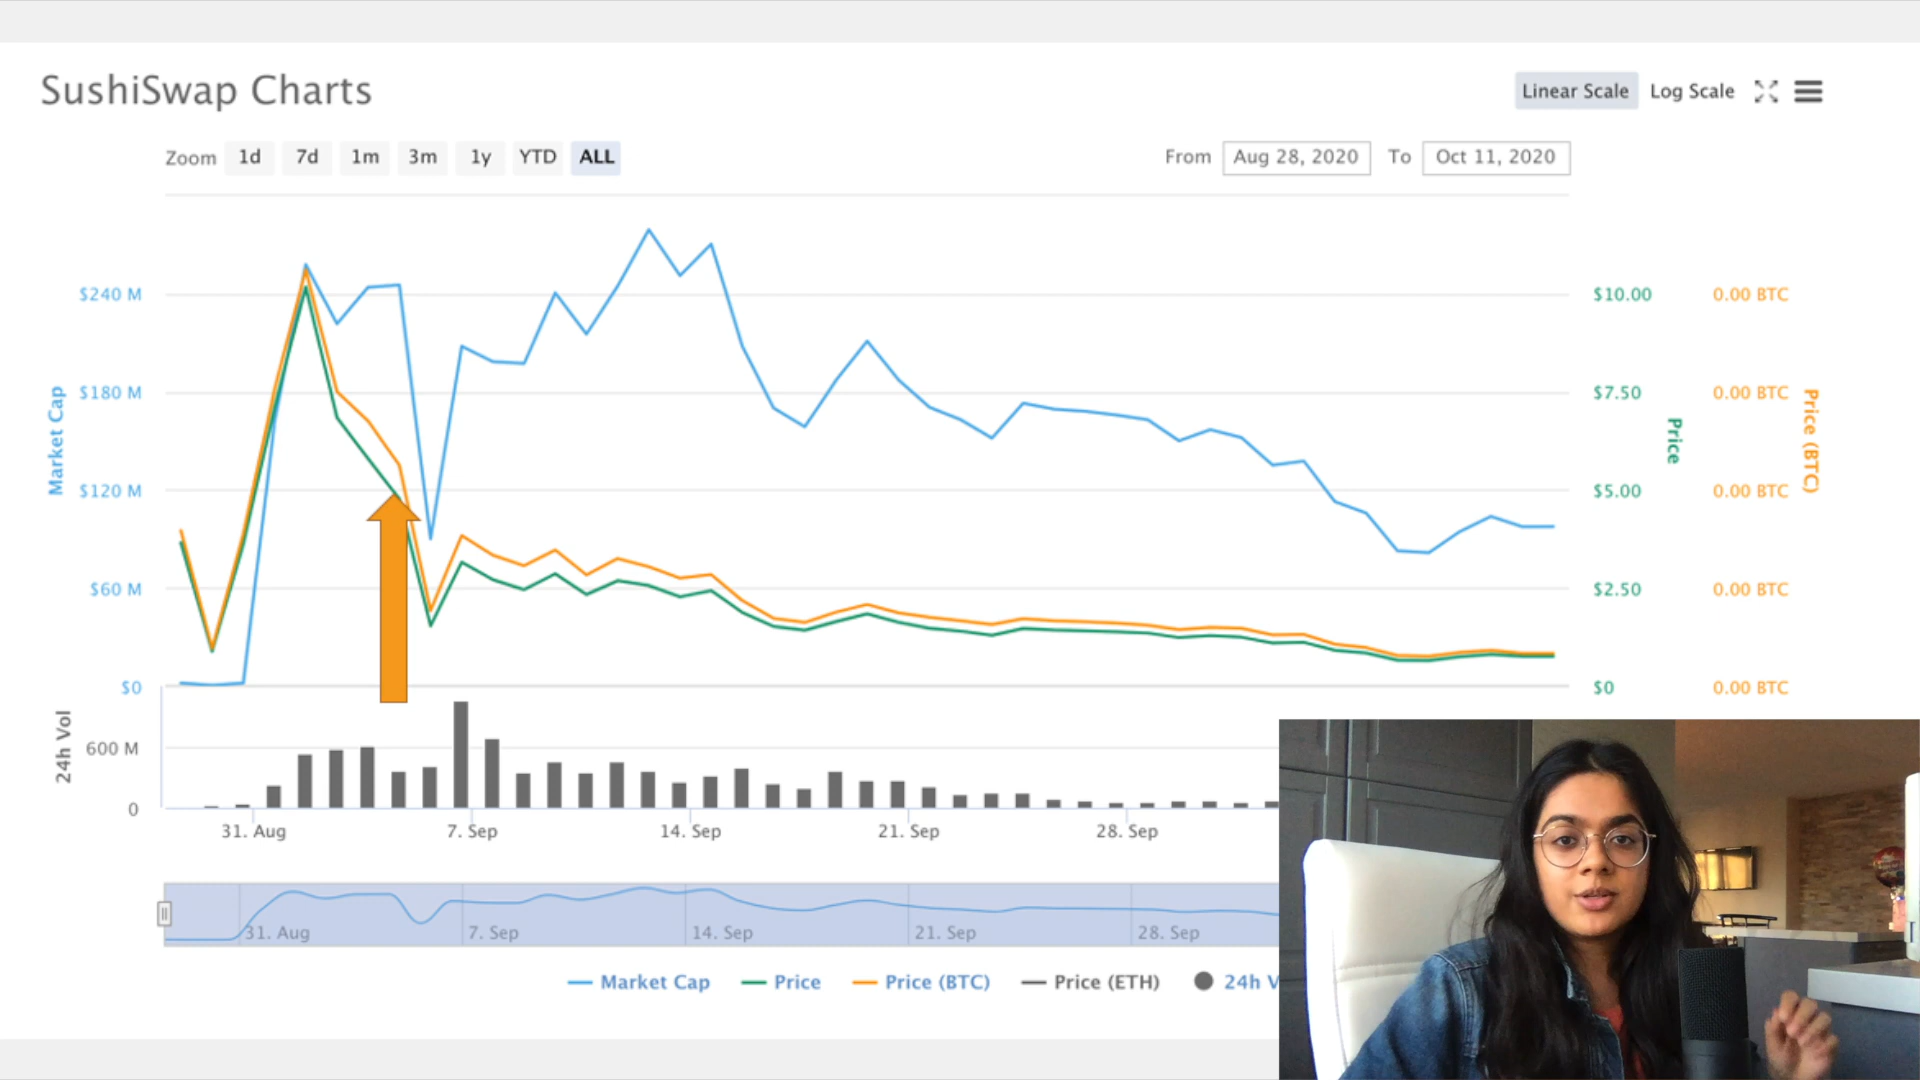 SushiSwap Charts
Linear Scale Log Scale
Zoom 1d 7d 1m 3m 1y YTD ALL From Aug 28, 2020 To Oct 11, 2020
$240 M $10.00 0.00 BTC
$180 M $7.50 0.00 BTC
$120 M $5.00 0.00 BTC
$60 M $2.50 0.00 BTC
$0 $0 0.00 BTC
Market Cap
Price
Price (BTC)
24h Vol
600 M
0
31. Aug 7. Sep 14. Sep 21. Sep 28. Sep
31. Aug 7. Sep 14. Sep 21. Sep 28. Sep
Market Cap Price Price (BTC) Price (ETH) 24h V